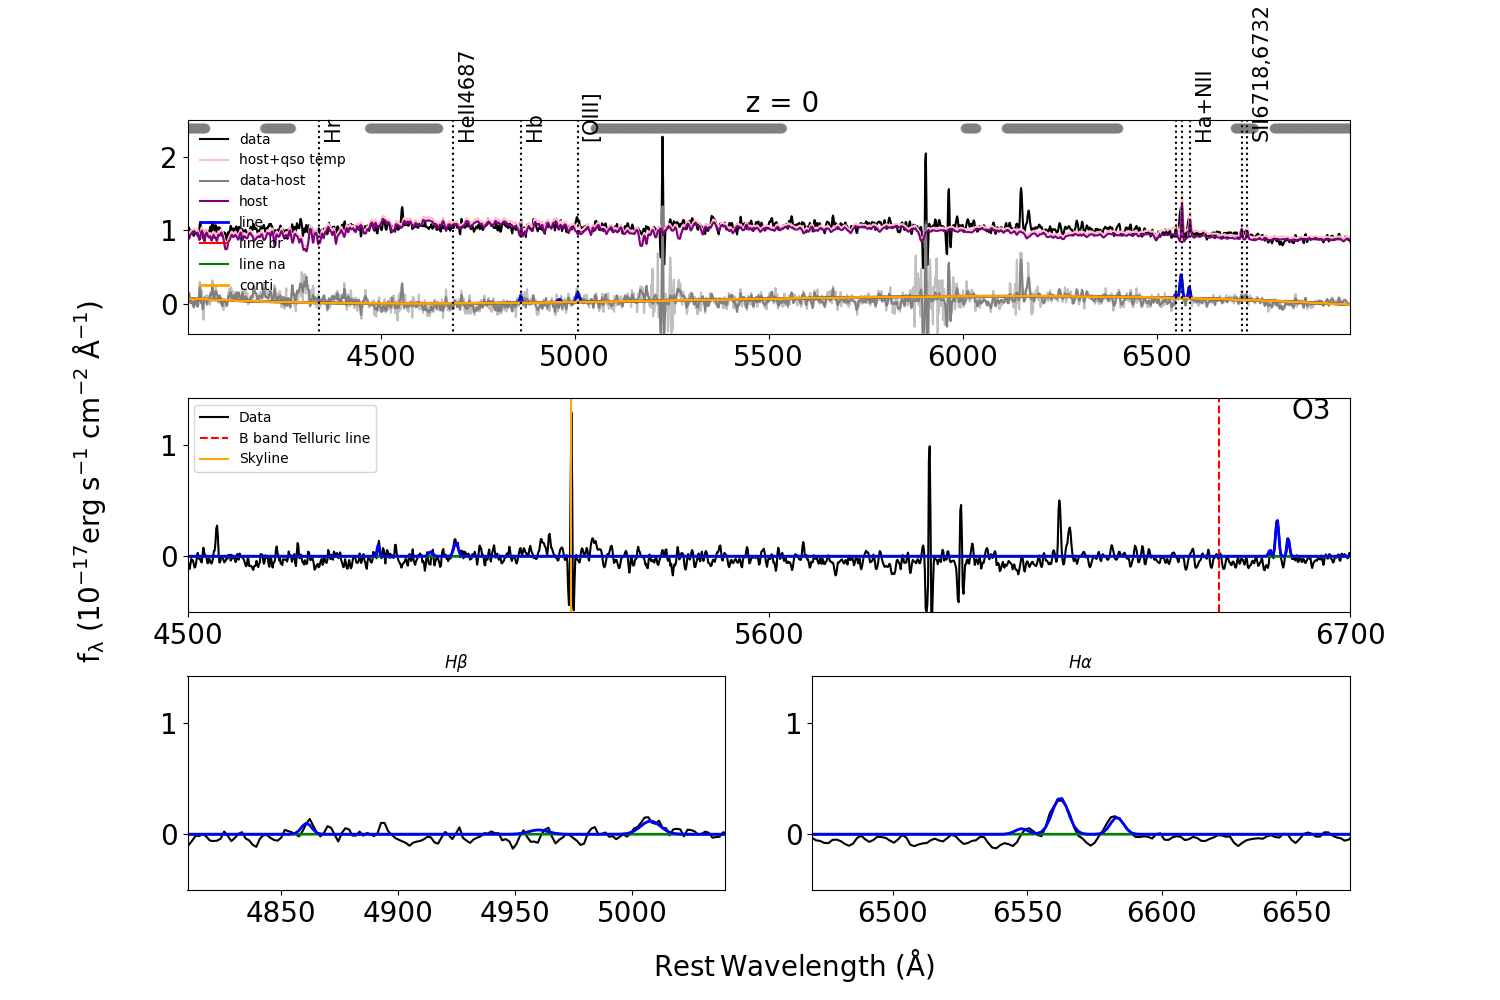 z = 0
Hr
HeII4687
Hb
[OIII]
Ha+NII
SII6718,6732
data
host+qso temp
data-host
host
line
line br
line na
conti
2
1
0
4500 5000 5500 6000 6500
fλ (10⁻¹⁷erg s⁻¹ cm⁻² Å⁻¹)
O3
Data
B band Telluric line
Skyline
1
0
4500 5600 6700
Hβ
1
0
4850 4900 4950 5000
Hα
1
0
6500 6550 6600 6650
Rest Wavelength (Å)